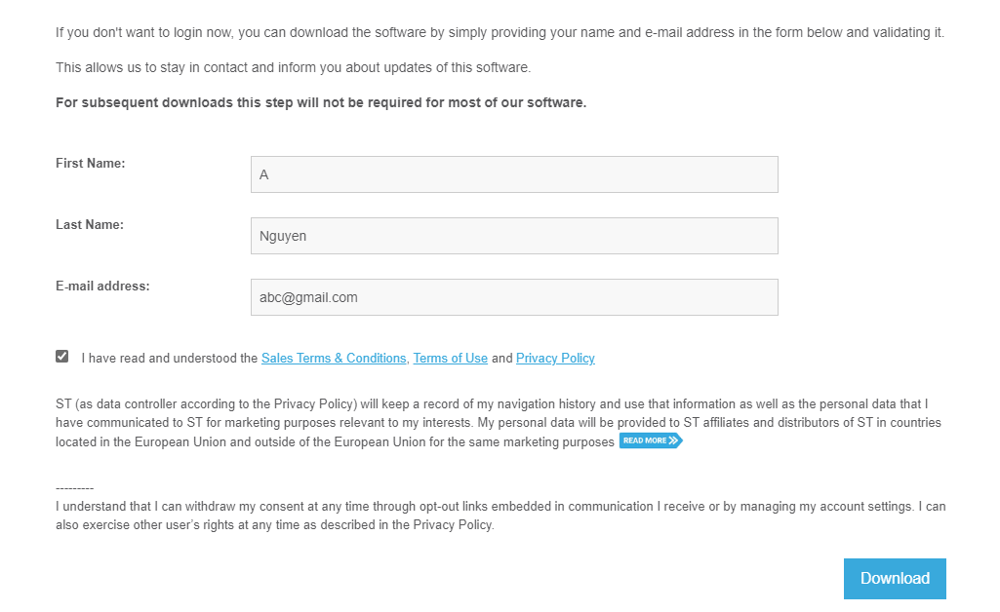 If you don't want to login now, you can download the software by simply providing your name and e-mail address in the form below and validating it.
This allows us to stay in contact and inform you about updates of this software.
For subsequent downloads this step will not be required for most of our software.
First Name:
A
Last Name:
Nguyen
E-mail address:
abc@gmail.com
I have read and understood the Sales Terms & Conditions, Terms of Use and Privacy Policy
ST (as data controller according to the Privacy Policy) will keep a record of my navigation history and use that information as well as the personal data that I
have communicated to ST for marketing purposes relevant to my interests. My personal data will be provided to ST affiliates and distributors of ST in countries
located in the European Union and outside of the European Union for the same marketing purposes READ MORE
---------
I understand that I can withdraw my consent at any time through opt-out links embedded in communication I receive or by managing my account settings. I can
also exercise other user’s rights at any time as described in the Privacy Policy.
Download